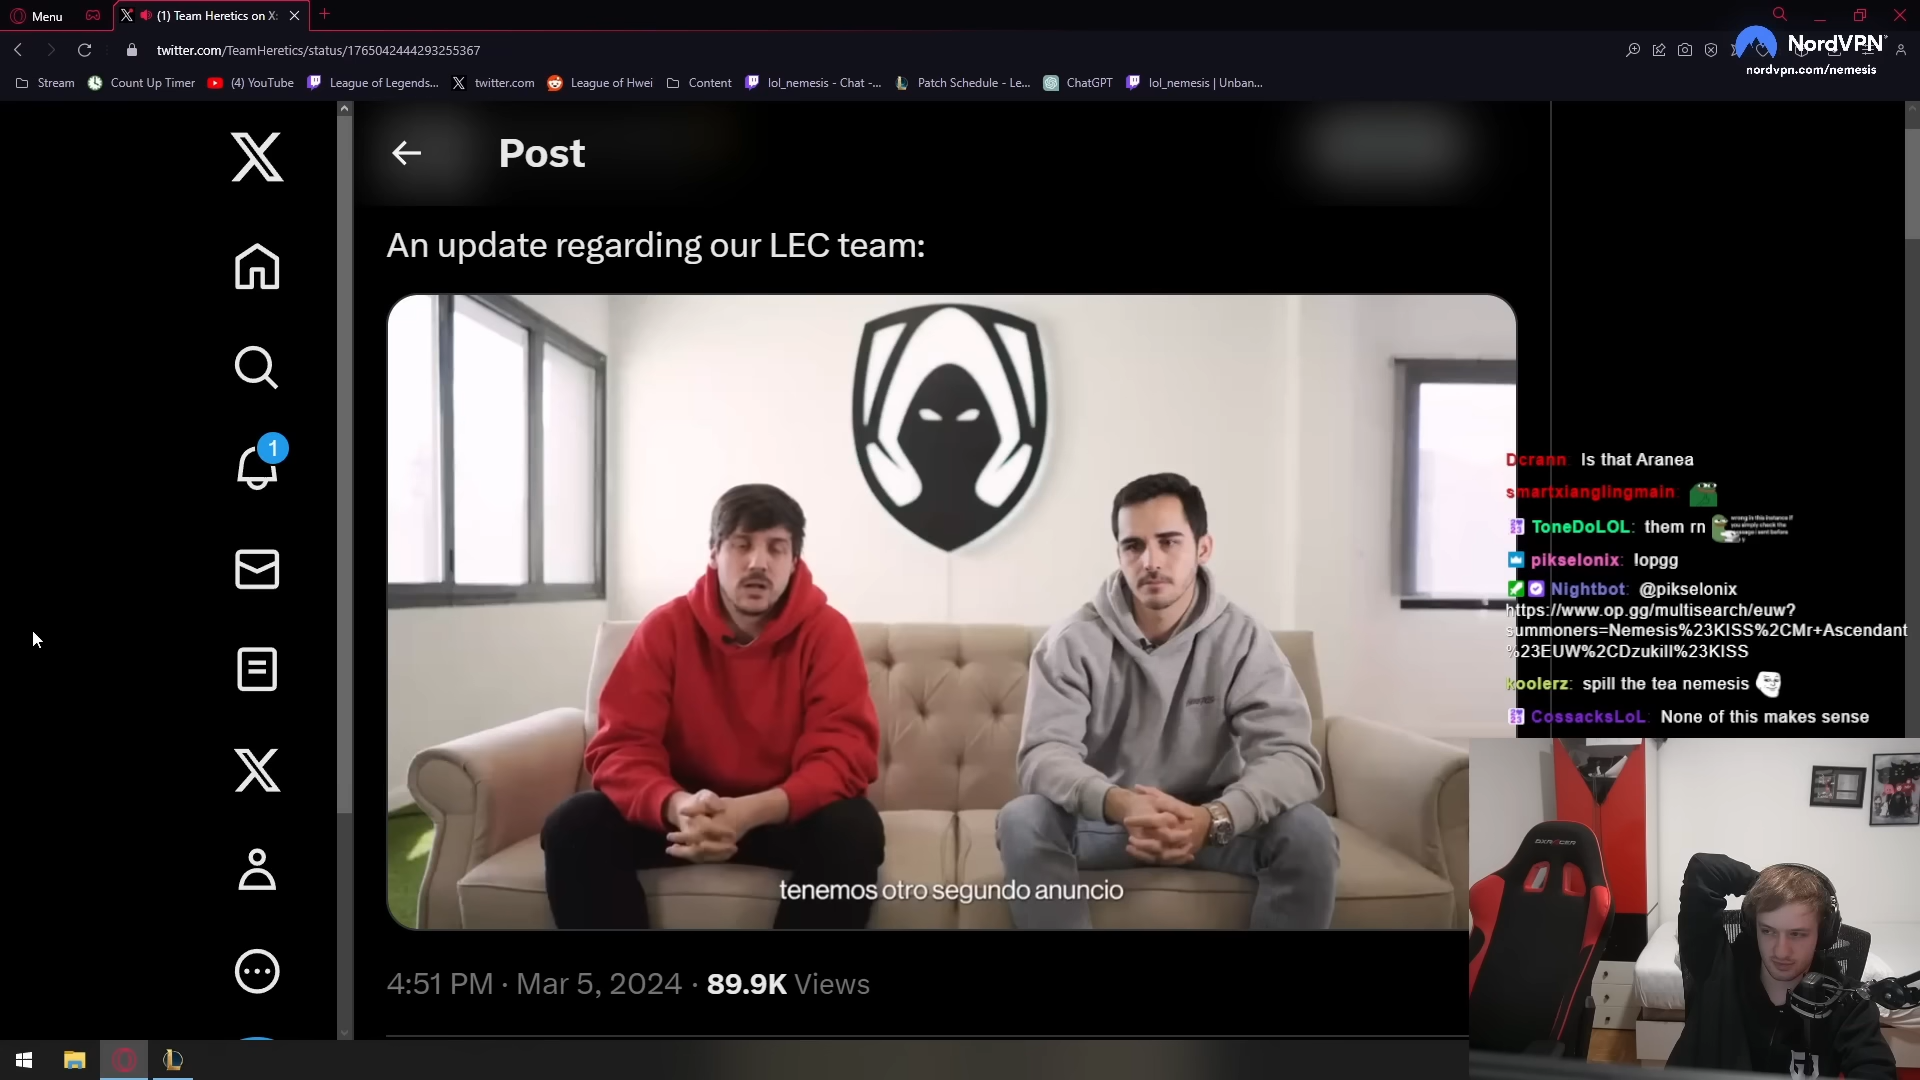 Menu
(1) Team Heretics on X:
twitter.com/TeamHeretics/status/1765042444293255367
NordVPN
nordvpn.com/nemesis
Stream
Count Up Timer
(4) YouTube
League of Legends...
twitter.com
League of Hwei
Content
lol_nemesis - Chat -...
Patch Schedule - Le...
ChatGPT
lol_nemesis | Unban...
Post
An update regarding our LEC team:
1
tenemos otro segundo anuncio
4:51 PM · Mar 5, 2024 · 89.9K Views
Dcrann: Is that Aranea
smartxianglingmain:
ToneDoLOL: them rn
pikselonix: !opgg
Nightbot: @pikselonix
https://www.op.gg/multisearch/euw?
summoners=Nemesis%23KISS%2CMr+Ascendant
%23EUW%2CDzukill%23KISS
koolerz: spill the tea nemesis
CossacksLoL: None of this makes sense